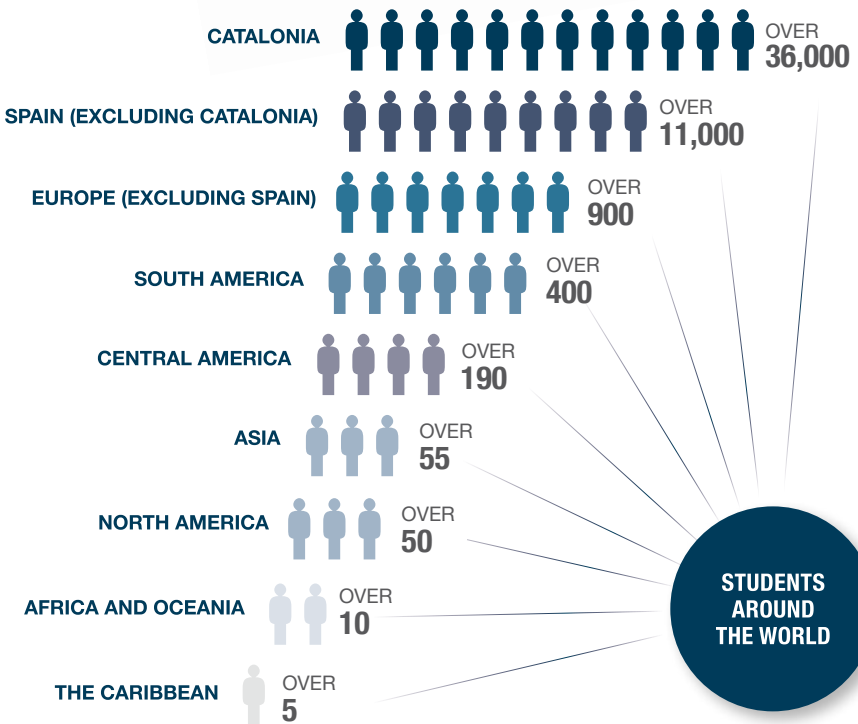 CATALONIA
OVER
36,000
SPAIN (EXCLUDING CATALONIA)
OVER
11,000
EUROPE (EXCLUDING SPAIN)
OVER
900
SOUTH AMERICA
OVER
400
CENTRAL AMERICA
OVER
190
ASIA
OVER
55
NORTH AMERICA
OVER
50
AFRICA AND OCEANIA
OVER
10
THE CARIBBEAN
OVER
5
STUDENTS
AROUND
THE WORLD